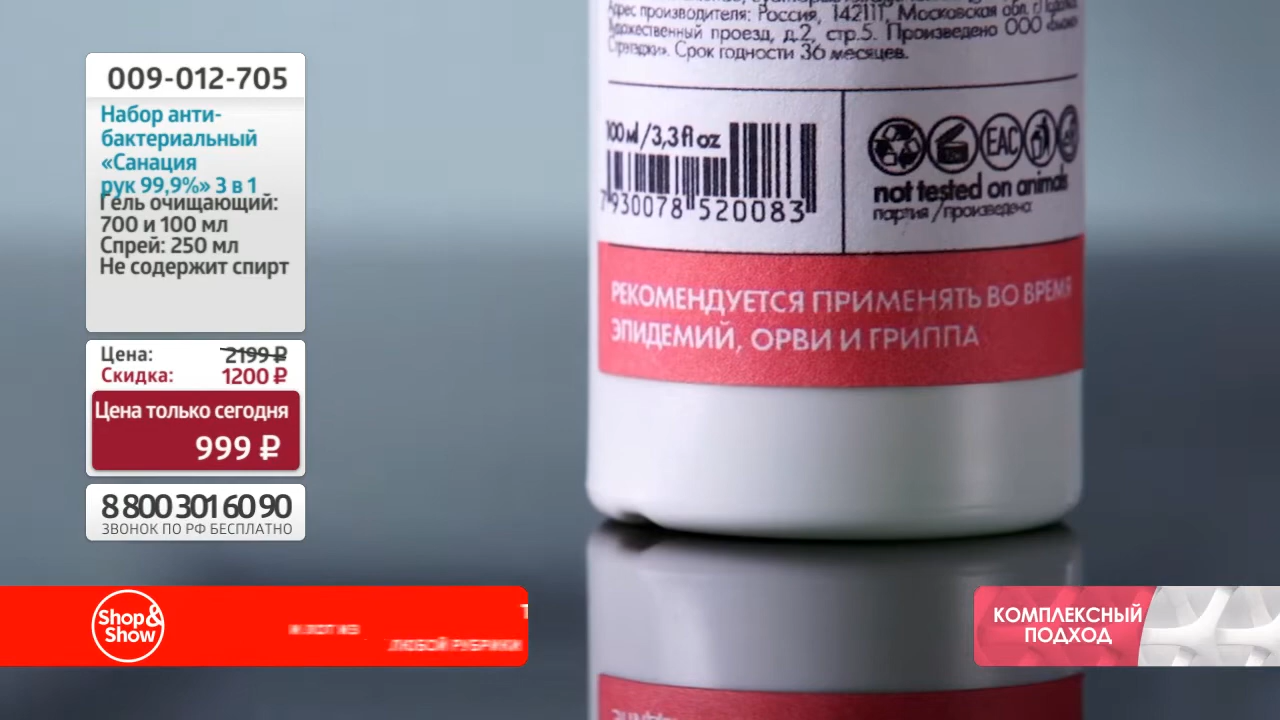 009-012-705
Набор анти-
бактериальный
«Санация
рук 99,9%» 3 в 1
Гель очищающий:
700 и 100 мл
Спрей: 250 мл
Не содержит спирт
Цена: 2199 ₽
Скидка: 1200 ₽
Цена только сегодня
999 ₽
8 800 301 60 90
ЗВОНОК ПО РФ БЕСПЛАТНО
Адрес производителя: Россия, 142111, Московская обл, г.
проезд, д.2, стр.5. Произведено ООО
Срок годности 36 месяцев.
100 ml/3,3 fl oz
7 930078 520083
EAC
not tested on animals
партия/произведено:
РЕКОМЕНДУЕТСЯ ПРИМЕНЯТЬ ВО ВРЕМЯ
ЭПИДЕМИЙ, ОРВИ И ГРИППА
Shop&
Show
ЛЮБОЙ РУБРИКИ
КОМПЛЕКСНЫЙ
ПОДХОД